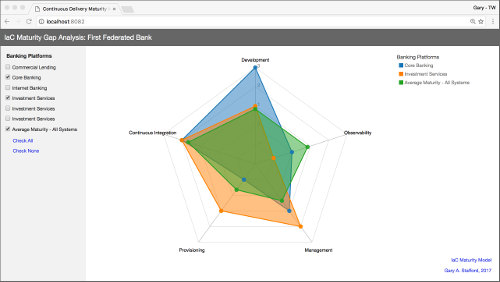 Continuous Delivery Maturity
Gary - TW
localhost:8082
IaC Maturity Gap Analysis: First Federated Bank
Banking Platforms
Commercial Lending
Core Banking
Internet Banking
Investment Services
Investment Services
Investment Services
Average Maturity - All Systems
Check All
Check None
Development
Continuous Integration
Observability
Provisioning
Management
Banking Platforms
Core Banking
Investment Services
Average Maturity - All Systems
IaC Maturity Model
Gary A. Stafford, 2017